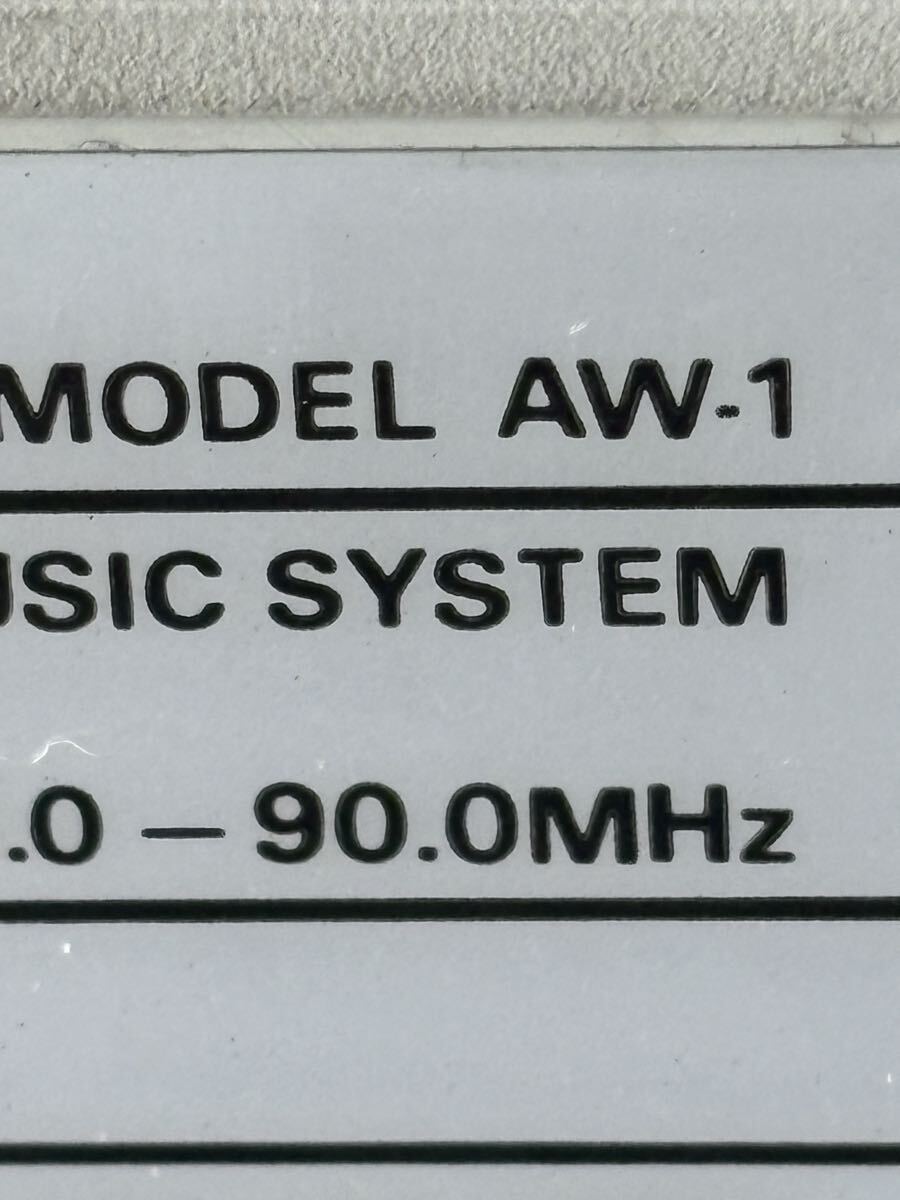 MODEL AW-1
USIC SYSTEM
.0 – 90.0MHz